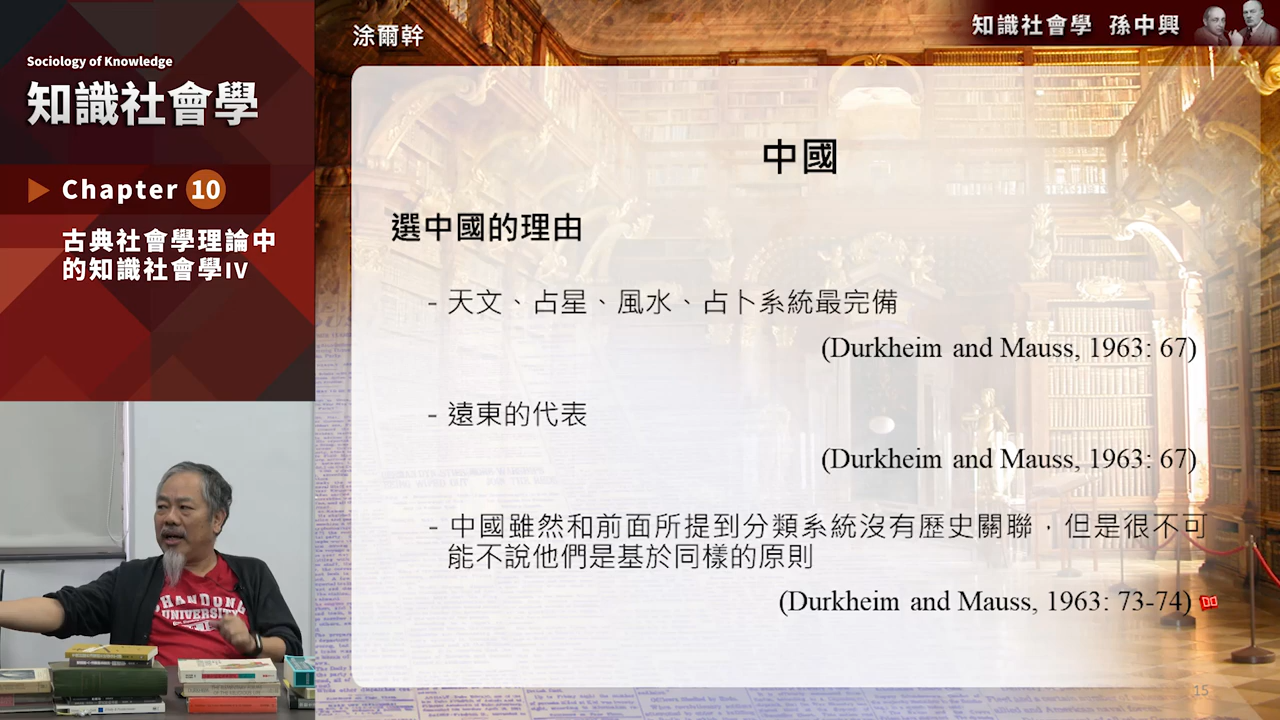 Sociology of Knowledge
知識社會學
Chapter 10
古典社會學理論中
的知識社會學IV
涂爾幹
知識社會學 孫中興
中國
選中國的理由
- 天文、占星、風水、占卜系統最完備
(Durkheim and Mauss, 1963: 67)
- 遠東的代表
(Durkheim and Mauss, 1963: 67)
- 中國雖然和前面所提到分類系統沒有歷史關聯，但是很不可
能不說他們是基於同樣的原則
(Durkheim and Mauss, 1963: 73-74)
15
SHANDONG
UNIVERSITY